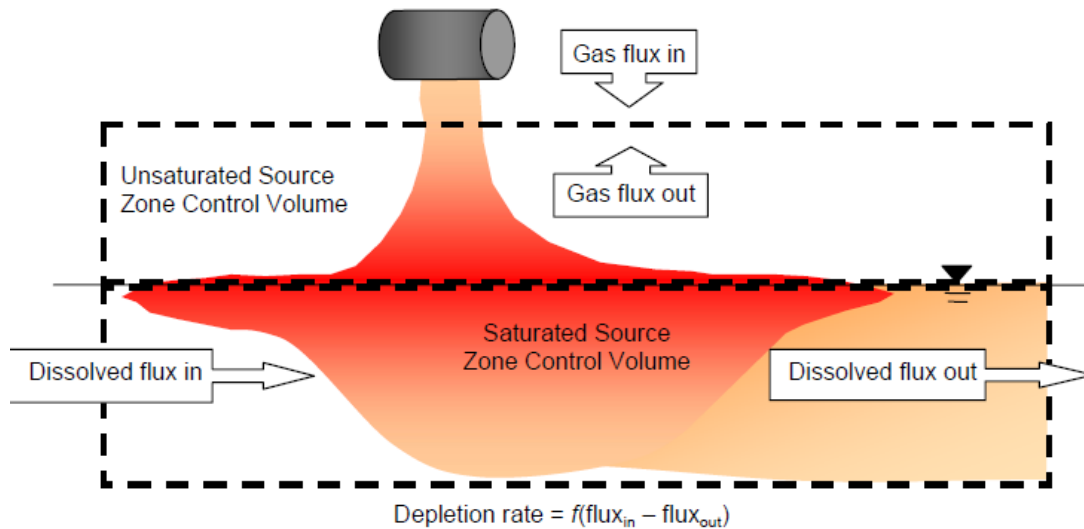 Gas flux in
Unsaturated Source
Zone Control Volume
Gas flux out
Saturated Source
Zone Control Volume
Dissolved flux in
Dissolved flux out
Depletion rate = f(fluxin – fluxout)